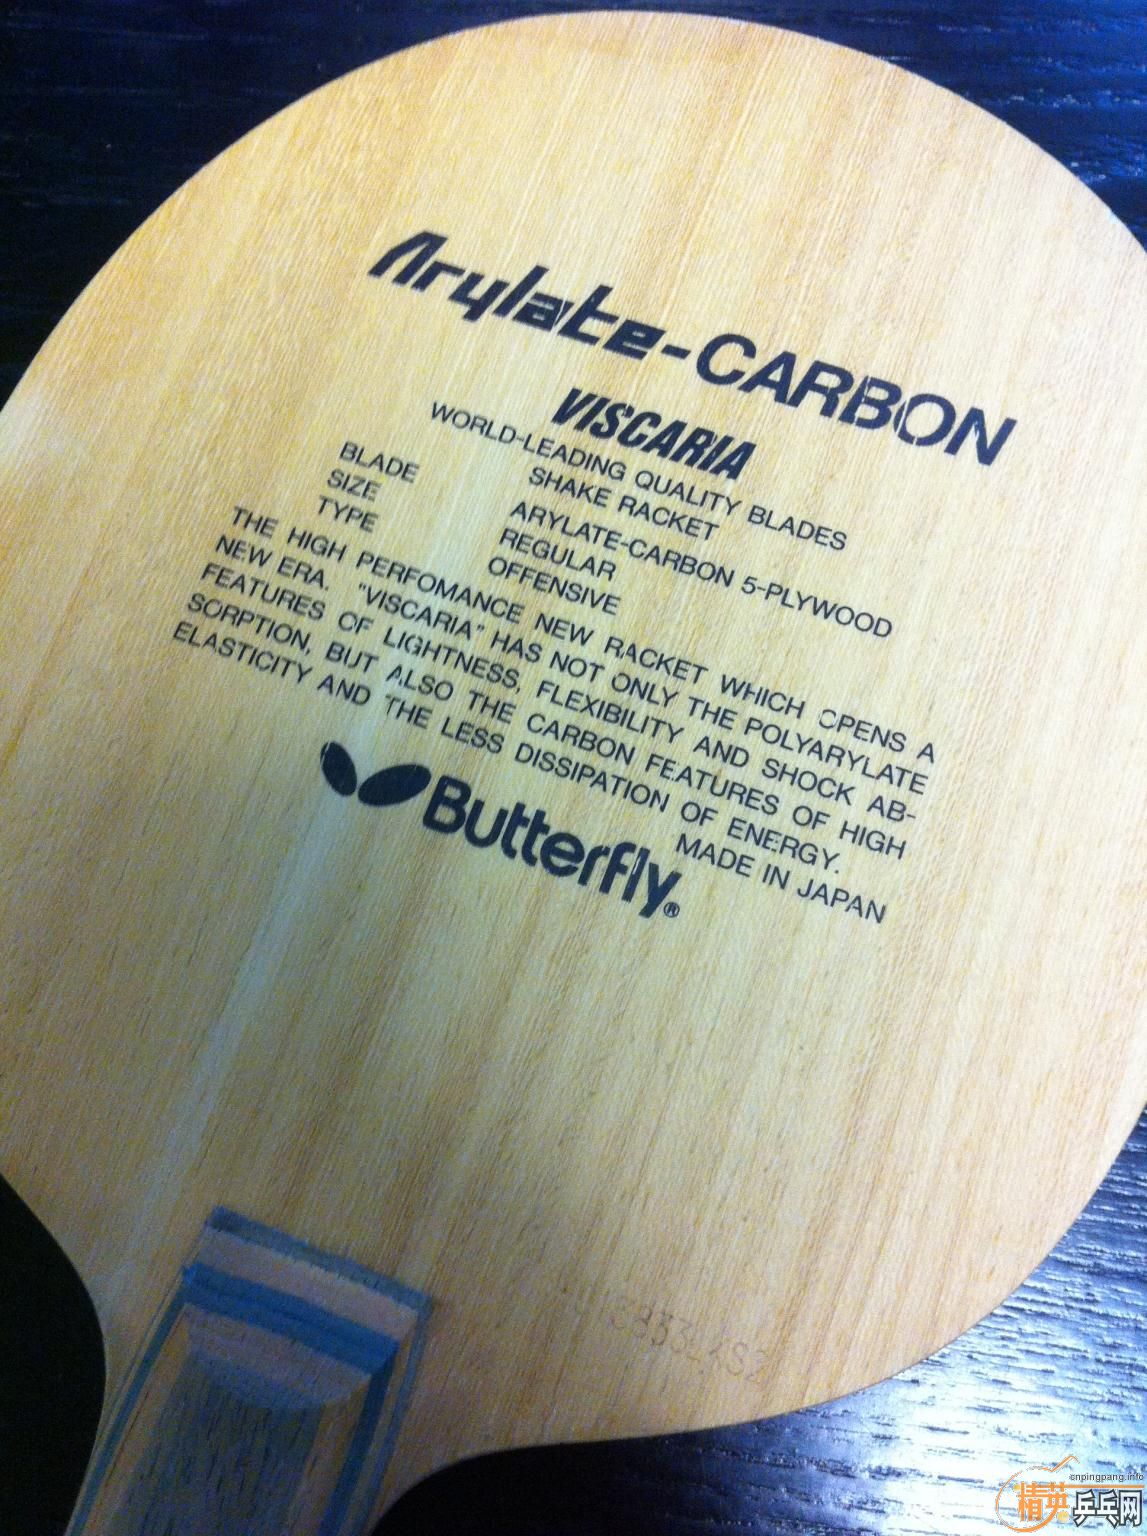 Arylate-CARBON
VISCARIA
WORLD-LEADING QUALITY BLADES
SHAKE RACKET
BLADE ARYLATE-CARBON 5-PLYWOOD
SIZE REGULAR
TYPE OFFENSIVE
THE HIGH PERFOMANCE NEW RACKET WHICH OPENS A
NEW ERA. "VISCARIA" HAS NOT ONLY THE POLYARYLATE
FEATURES OF LIGHTNESS, FLEXIBILITY AND SHOCK AB-
SORPTION, BUT ALSO THE CARBON FEATURES OF HIGH
ELASTICITY AND THE LESS DISSIPATION OF ENERGY.
MADE IN JAPAN
Butterfly®
cnpingpang.info
精英乒乓网